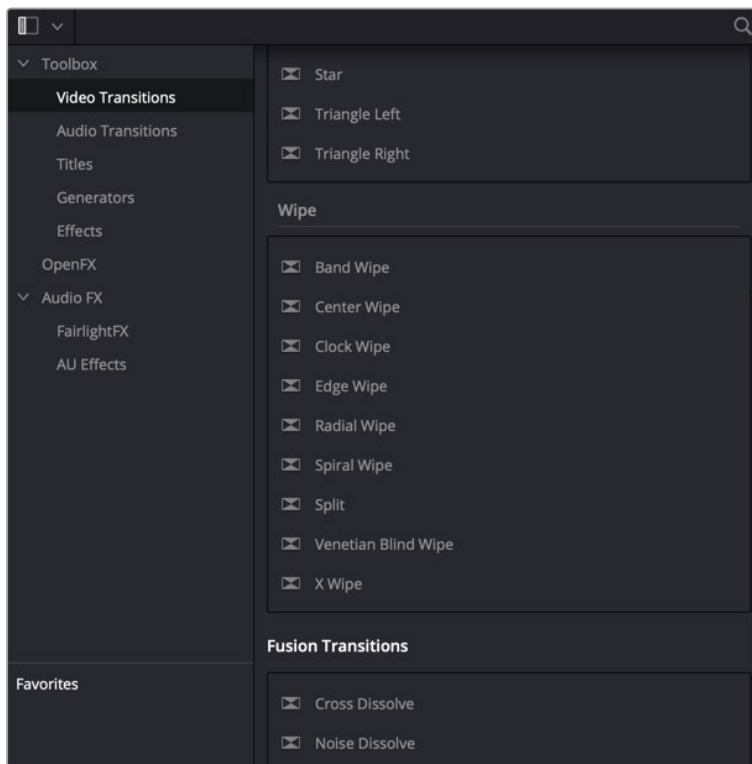 Toolbox
Video Transitions
Audio Transitions
Titles
Generators
Effects
OpenFX
Audio FX
FairlightFX
AU Effects
Favorites
Star
Triangle Left
Triangle Right
Wipe
Band Wipe
Center Wipe
Clock Wipe
Edge Wipe
Radial Wipe
Spiral Wipe
Split
Venetian Blind Wipe
X Wipe
Fusion Transitions
Cross Dissolve
Noise Dissolve